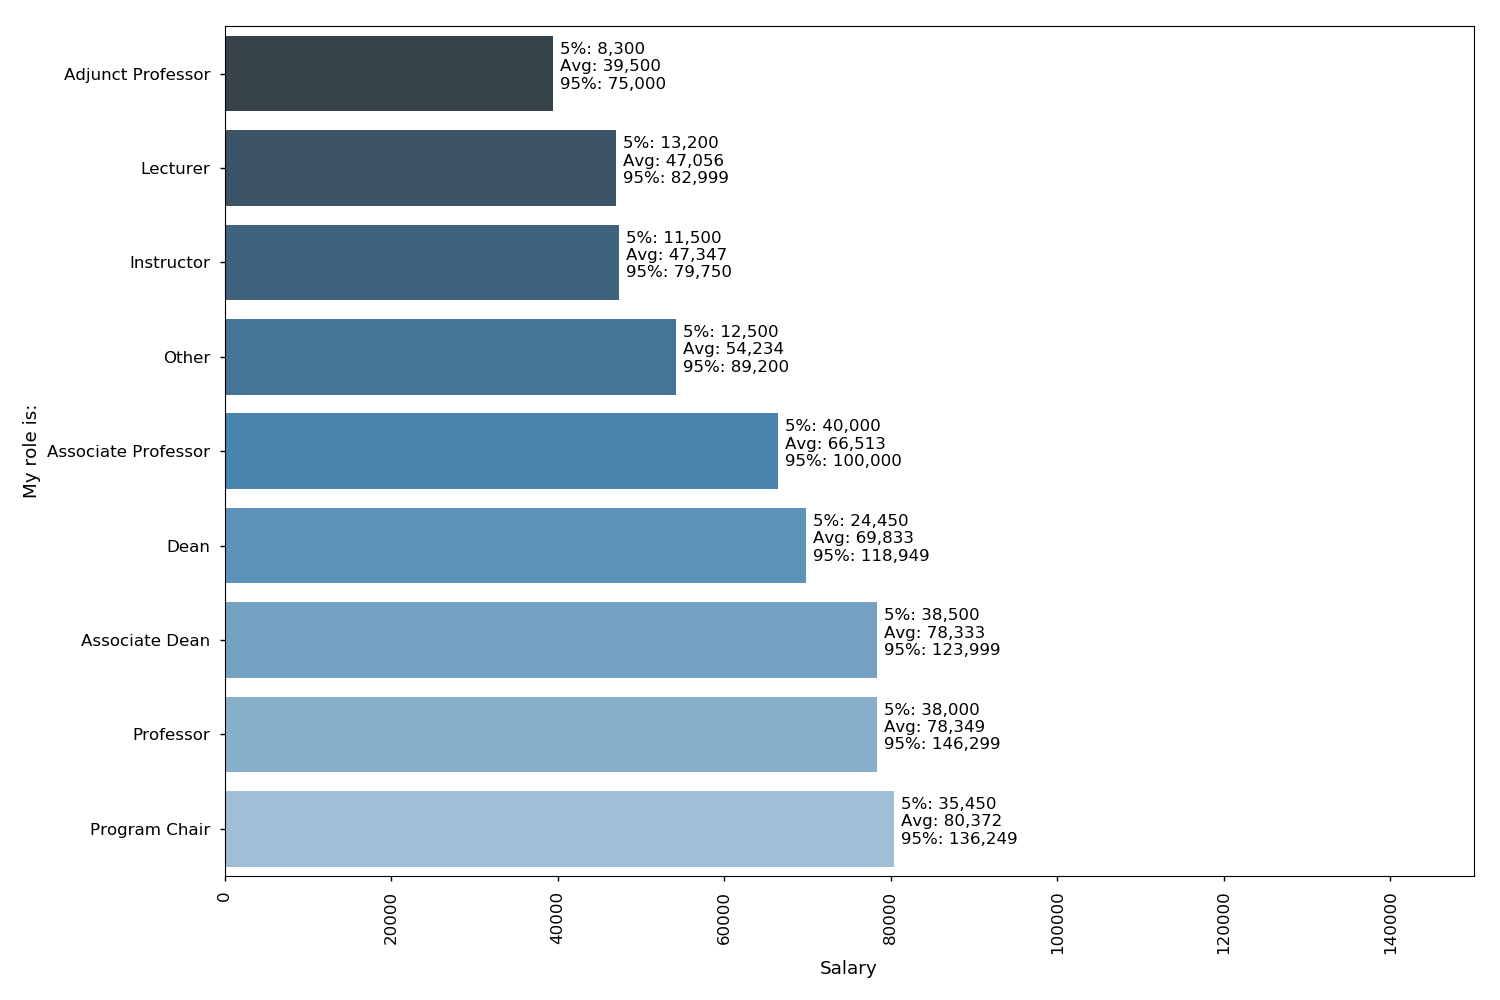 Adjunct Professor
5%: 8,300
Avg: 39,500
95%: 75,000
Lecturer
5%: 13,200
Avg: 47,056
95%: 82,999
Instructor
5%: 11,500
Avg: 47,347
95%: 79,750
Other
5%: 12,500
Avg: 54,234
95%: 89,200
Associate Professor
5%: 40,000
Avg: 66,513
95%: 100,000
Dean
5%: 24,450
Avg: 69,833
95%: 118,949
Associate Dean
5%: 38,500
Avg: 78,333
95%: 123,999
Professor
5%: 38,000
Avg: 78,349
95%: 146,299
Program Chair
5%: 35,450
Avg: 80,372
95%: 136,249
My role is:
0
20000
40000
60000
80000
100000
120000
140000
Salary